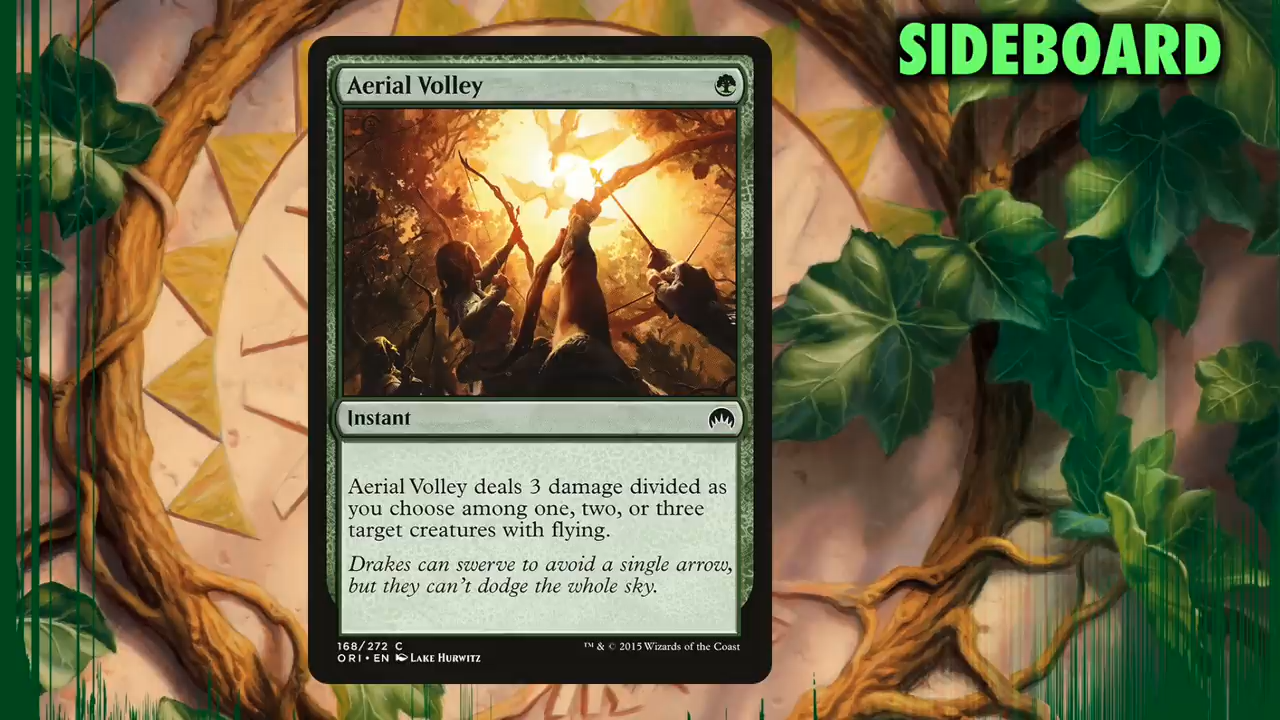 SIDEBOARD
Aerial Volley
Instant
Aerial Volley deals 3 damage divided as
you choose among one, two, or three
target creatures with flying.
Drakes can swerve to avoid a single arrow,
but they can't dodge the whole sky.
168/272 C
ORI • EN Lake Hurwitz
™ & © 2015 Wizards of the Coast